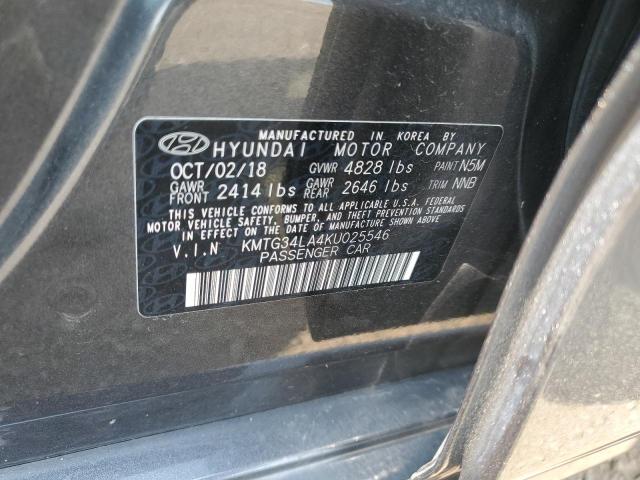 MANUFACTURED IN KOREA BY
HYUNDAI MOTOR COMPANY
OCT/02/18 GVWR 4828 lbs PAINT N5M
GAWR FRONT 2414 lbs GAWR REAR 2646 lbs TRIM NNB
THIS VEHICLE CONFORMS TO ALL APPLICABLE U.S.A. FEDERAL
MOTOR VEHICLE SAFETY, BUMPER, AND THEFT PREVENTION STANDARDS
IN EFFECT ON THE DATE OF MANUFACTURE SHOWN ABOVE.
V.I.N KMTG34LA4KU025546
PASSENGER CAR